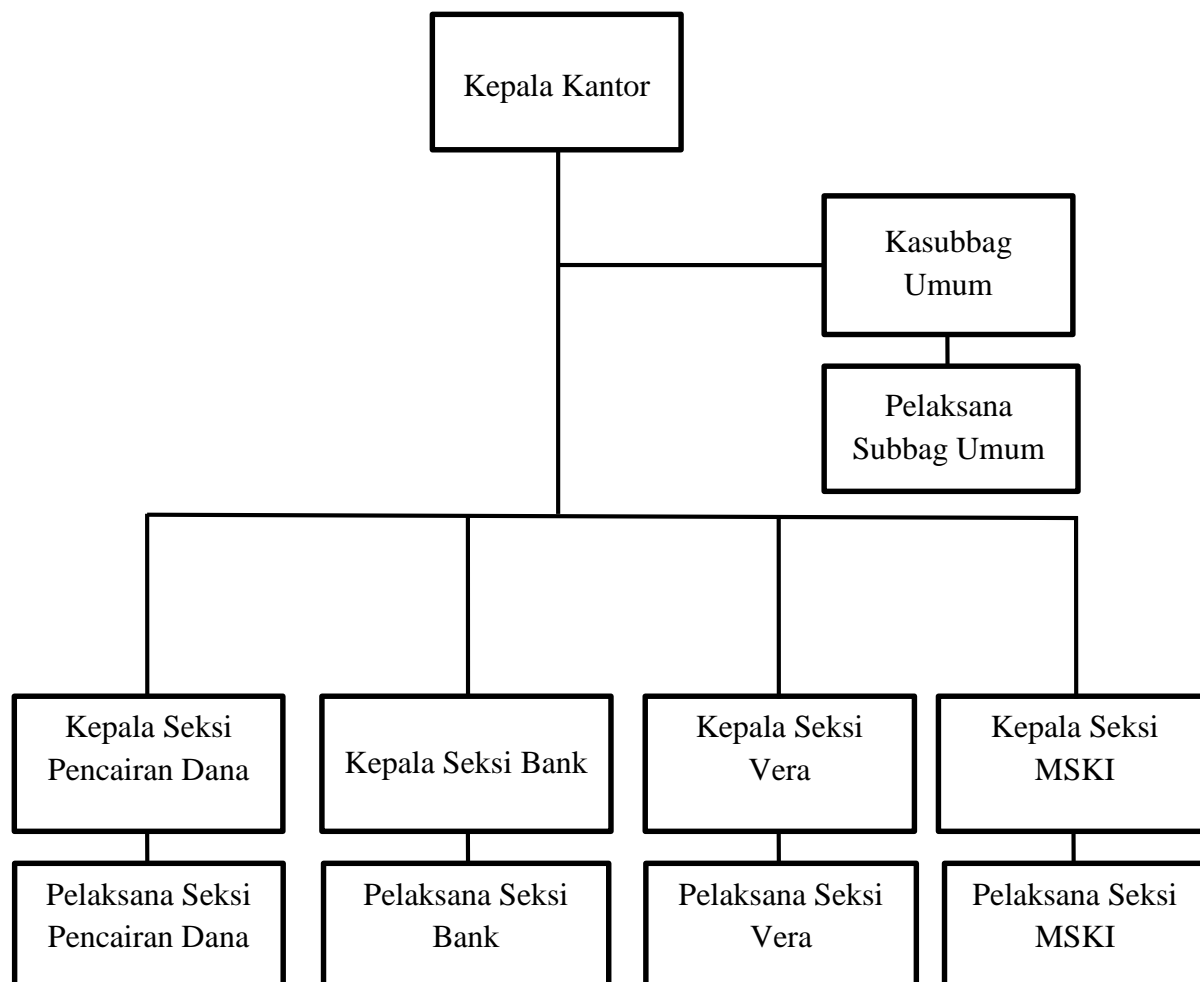 Kepala Kantor
Kasubbag
Umum
Pelaksana
Subbag Umum
Kepala Seksi
Pencairan Dana
Kepala Seksi Bank
Kepala Seksi
Vera
Kepala Seksi
MSKI
Pelaksana Seksi
Pencairan Dana
Pelaksana Seksi
Bank
Pelaksana Seksi
Vera
Pelaksana Seksi
MSKI